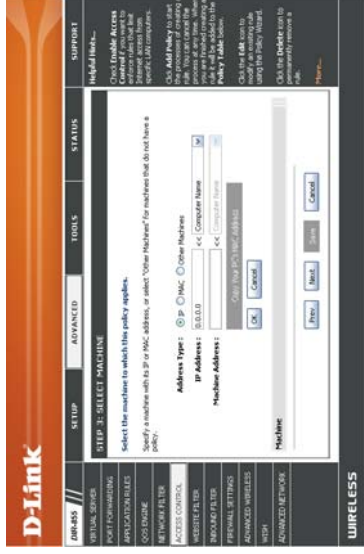 D-Link
DIR-855
SETUP
ADVANCED
TOOLS
STATUS
SUPPORT
VIRTUAL SERVER
PORT FORWARDING
APPLICATION RULES
QOS ENGINE
NETWORK FILTER
ACCESS CONTROL
WEBSITE FILTER
INBOUND FILTER
FIREWALL SETTINGS
ADVANCED WIRELESS
WISH
ADVANCED NETWORK
STEP 3: SELECT MACHINE
Select the machine to which this policy applies.
Specify a machine with its IP or MAC address, or select "Other Machines" for machines that do not have a
policy.
Address Type : IP MAC Other Machines
IP Address : 0.0.0.0 << Computer Name
Machine Address : << Computer Name
Copy Your PC's MAC Address
OK Cancel
Machine
Prev Next Save Cancel
Helpful Hints...
Check Enable Access
Control if you want to
enforce rules that limit
Internet access from
specific LAN computers.
Click Add Policy to start
the processes of creating a
rule. You can cancel the
process at any time. When
you are finished creating a
rule it will be added to the
Policy Table below.
Click the Edit icon to
modify an existing rule
using the Policy Wizard.
Click the Delete icon to
permanently remove a
rule.
More...
WIRELESS